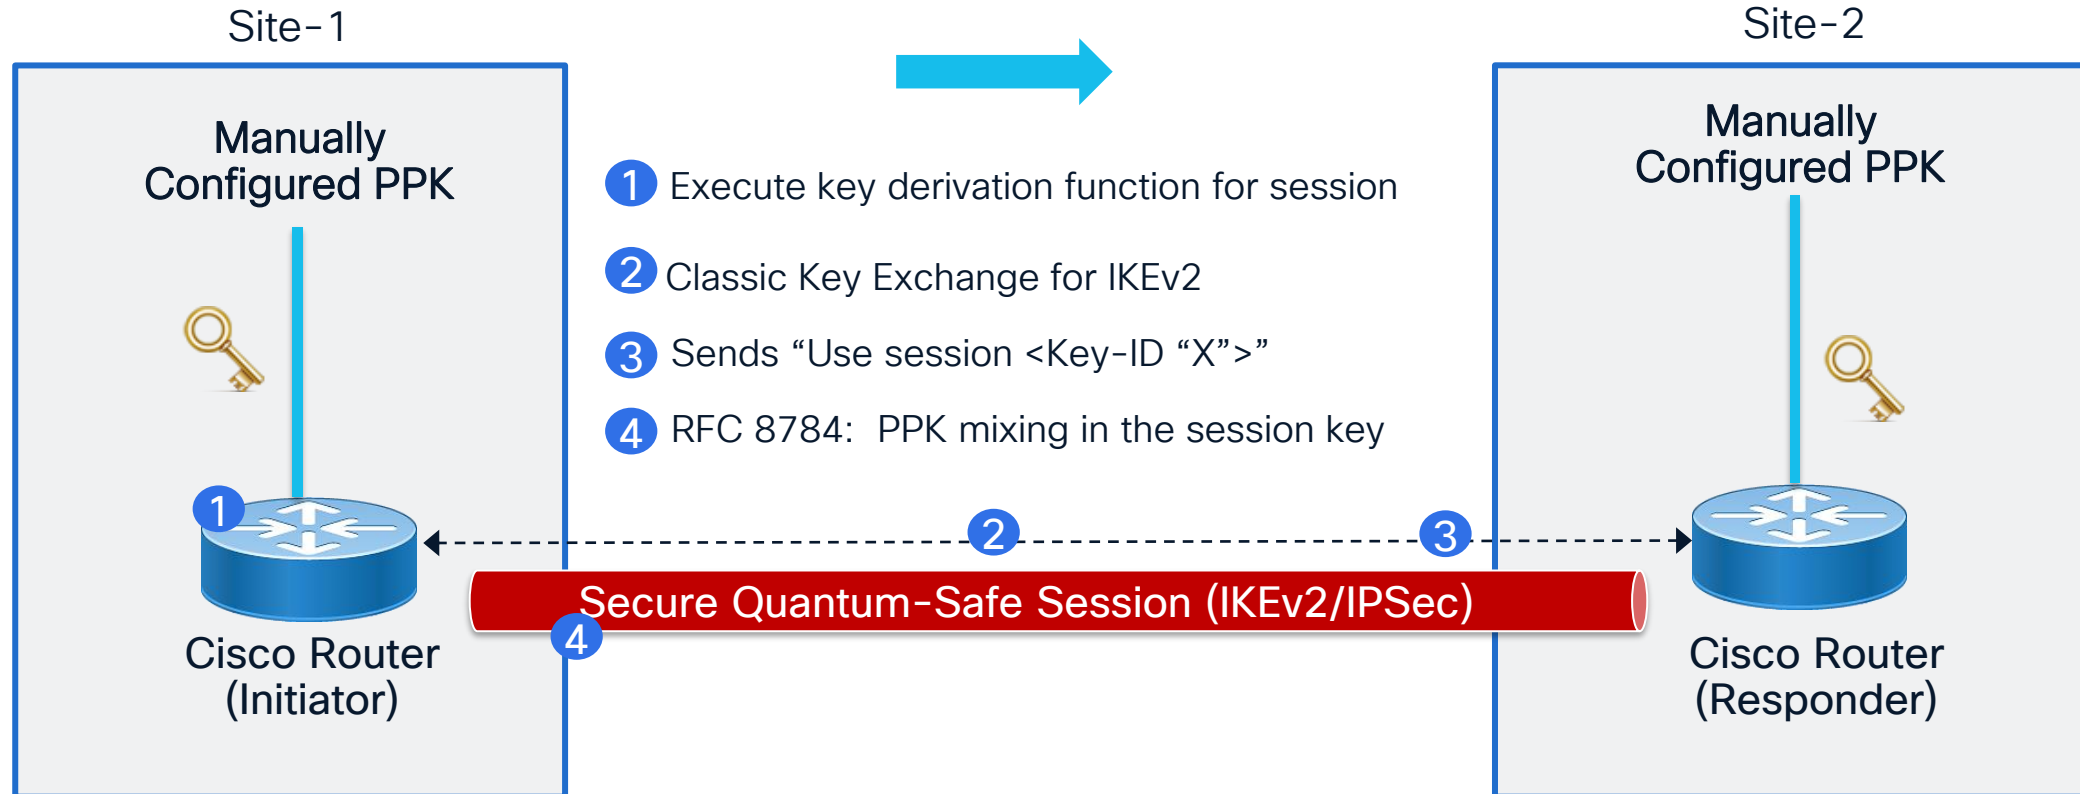 Site-1
Site-2
Manually
Configured PPK
Manually
Configured PPK
1 Execute key derivation function for session
2 Classic Key Exchange for IKEv2
3 Sends “Use session <Key-ID “X”>”
4 RFC 8784: PPK mixing in the session key
1
2
3
Secure Quantum-Safe Session (IKEv2/IPSec)
4
Cisco Router
(Initiator)
Cisco Router
(Responder)